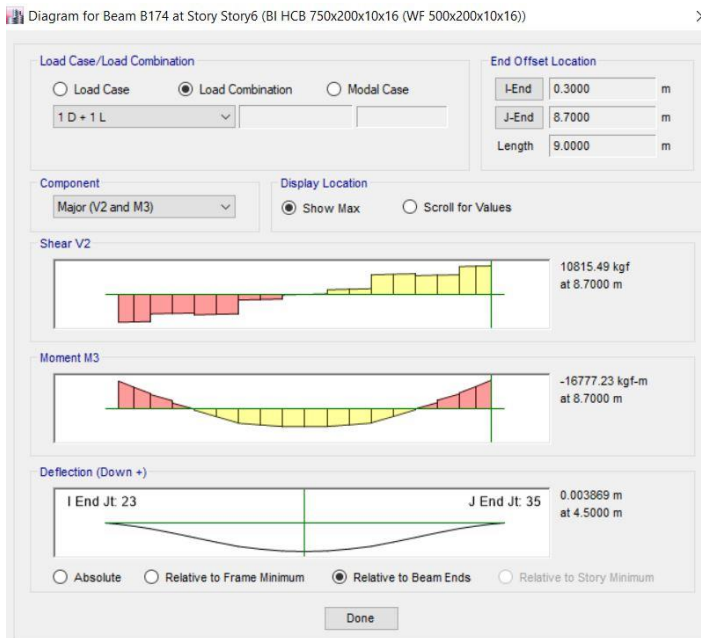 Diagram for Beam B174 at Story Story6 (BI HCB 750x200x10x16 (WF 500x200x10x16))
Load Case/Load Combination
Load Case Load Combination Modal Case
1 D + 1 L
End Offset Location
I-End 0.3000 m
J-End 8.7000 m
Length 9.0000 m
Component
Major (V2 and M3)
Display Location
Show Max Scroll for Values
Shear V2
10815.49 kgf
at 8.7000 m
Moment M3
-16777.23 kgf-m
at 8.7000 m
Deflection (Down +)
I End Jt: 23 J End Jt: 35
0.003869 m
at 4.5000 m
Absolute Relative to Frame Minimum Relative to Beam Ends Relative to Story Minimum
Done